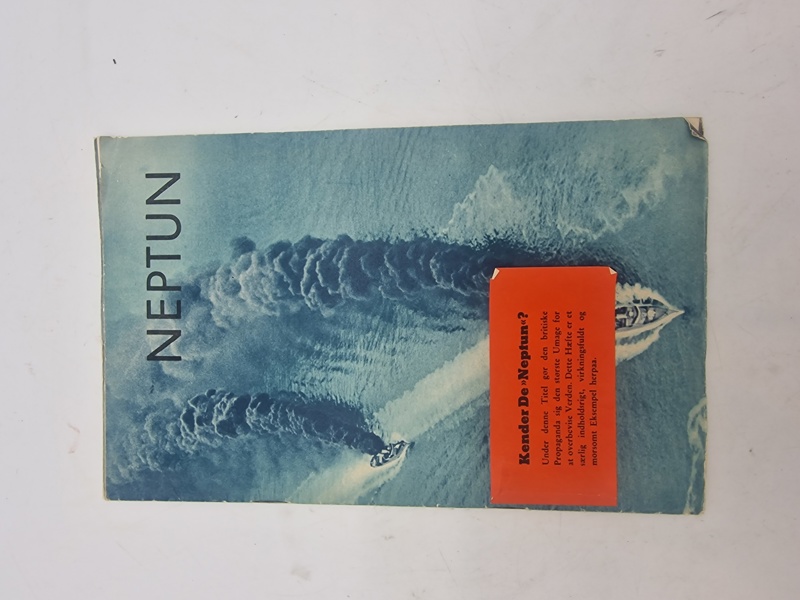 NEPTUN
Kender De »Neptun«?
Under denne Titel gør den britiske
Propaganda sig den største Umage for
at overbevise Verden. Dette Hæfte er et
særlig indholdsrigt, virkningsfuldt og
morsomt Eksempel herpaa.